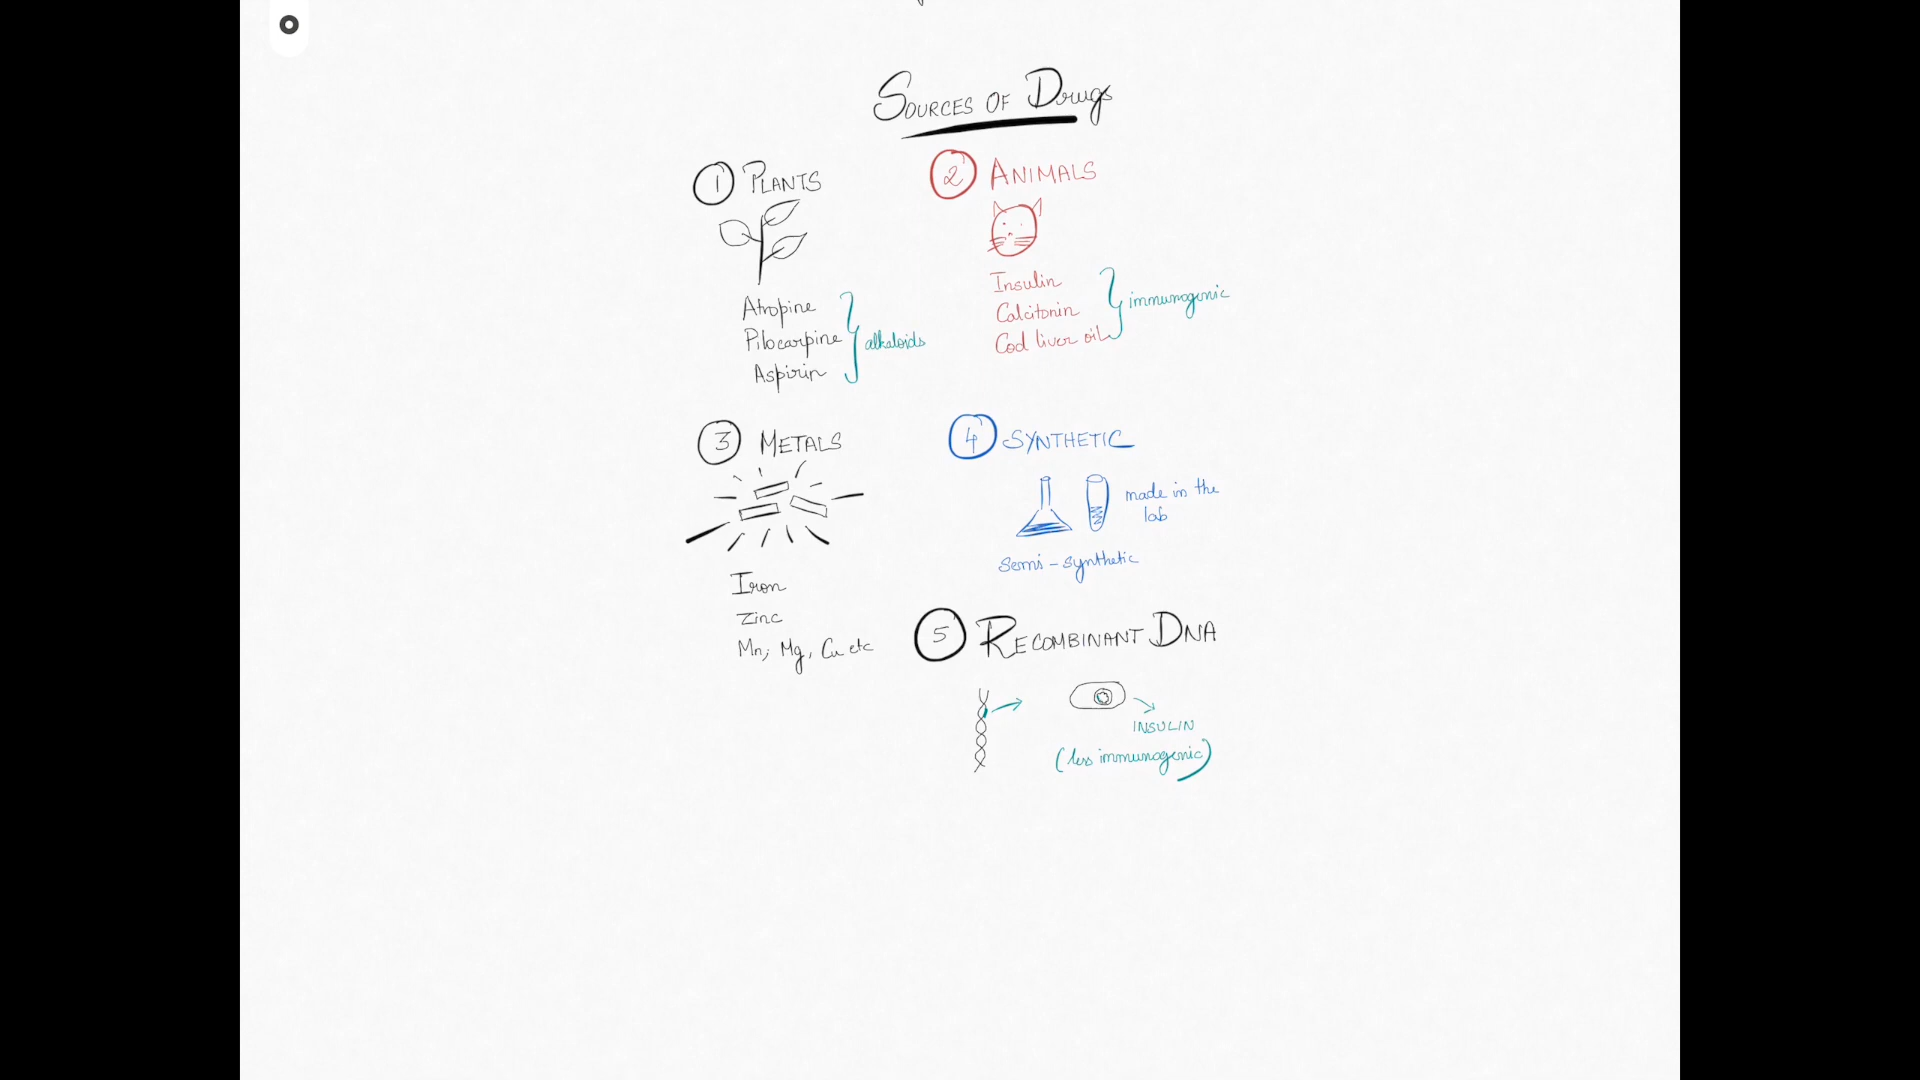 Sources of Drugs
1 Plants
Atropine
Pilocarpine
Aspirin
alkaloids
2 Animals
Insulin
Calcitonin
Cod liver oil
immunogenic
3 Metals
Iron
Zinc
Mn, Mg, Cu etc
4 Synthetic
made in the
lab
Semi-synthetic
5 Recombinant DNA
INSULIN
(less immunogenic)